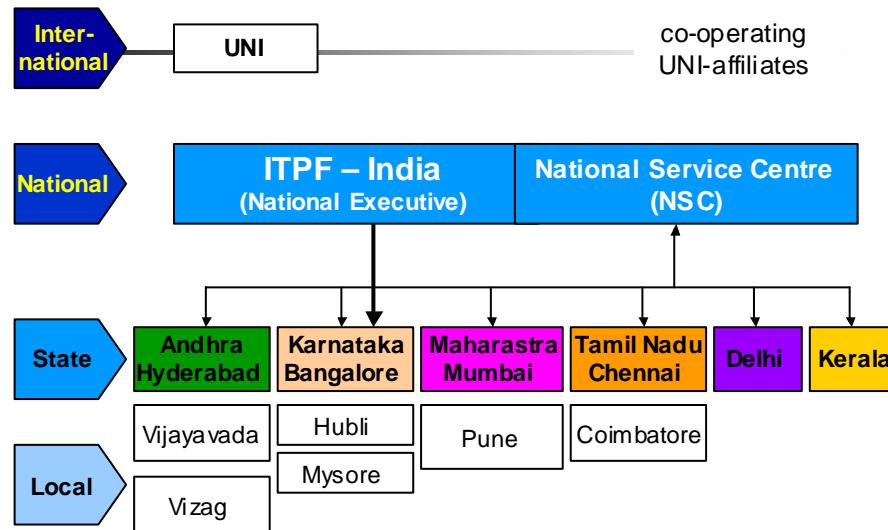 Inter-
national
UNI
co-operating
UNI-affiliates
National
ITPF – India
(National Executive)
National Service Centre
(NSC)
State
Andhra
Hyderabad
Karnataka
Bangalore
Maharastra
Mumbai
Tamil Nadu
Chennai
Delhi
Kerala
Local
Vijayavada
Hubli
Pune
Coimbatore
Mysore
Vizag